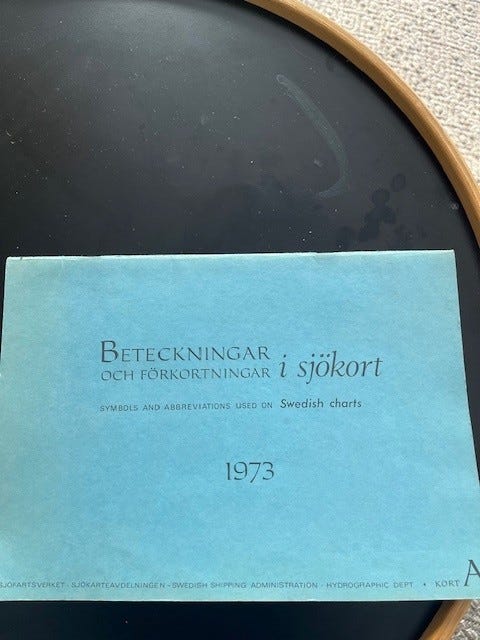 BETECKNINGAR
OCH FÖRKORTNINGAR i sjökort
SYMBOLS AND ABBREVIATIONS USED ON Swedish charts
1973
SJÖFARTSVERKET · SJÖKARTEAVDELNINGEN – SWEDISH SHIPPING ADMINISTRATION · HYDROGRAPHIC DEPT • KORT A